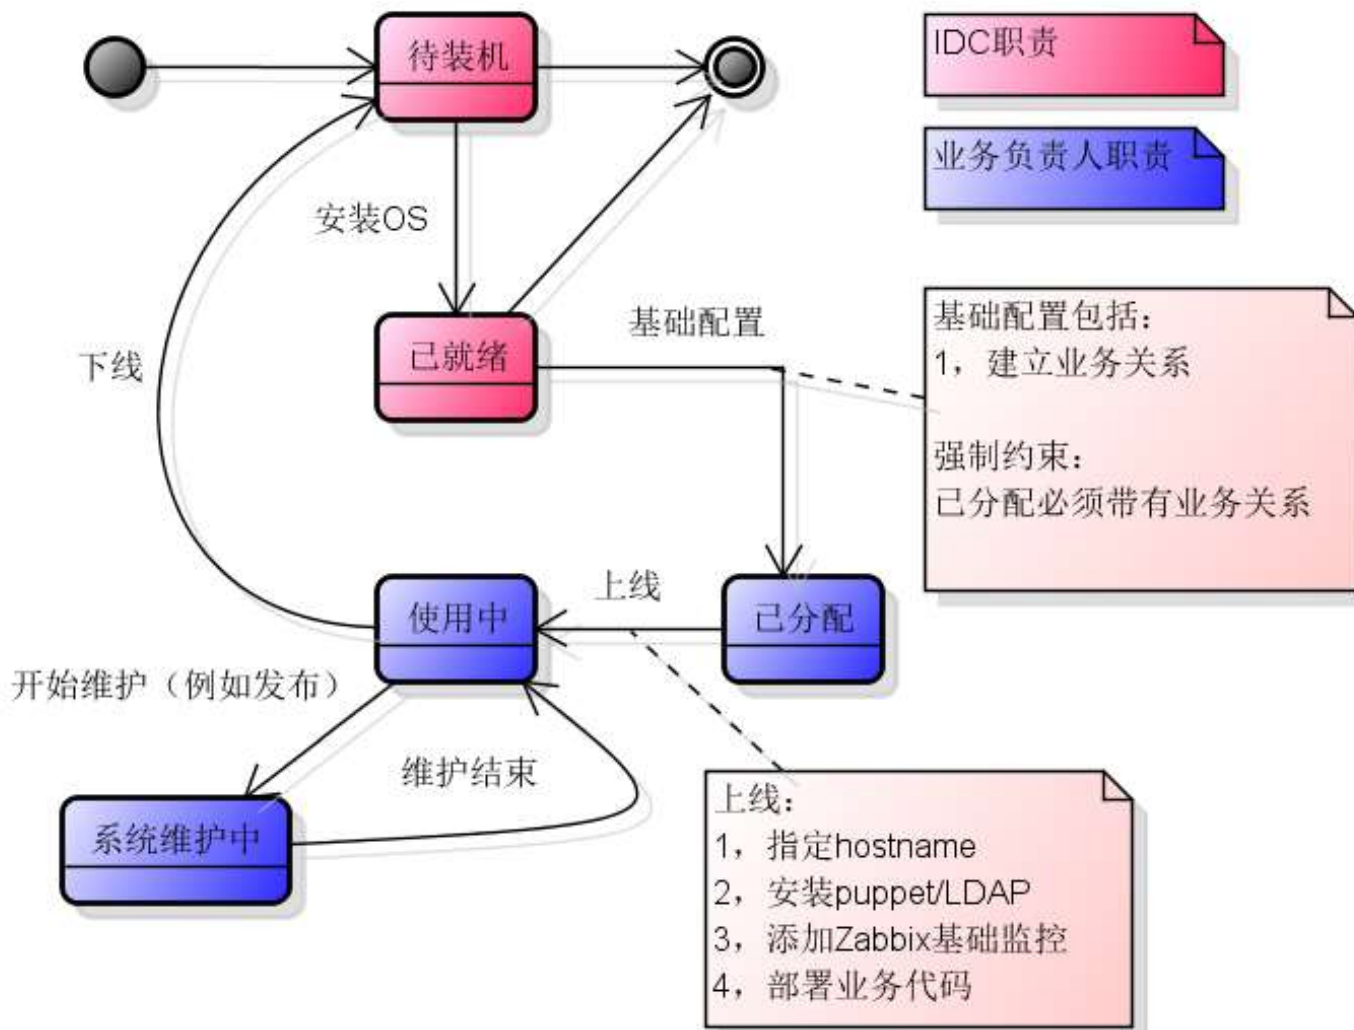 待装机
IDC职责
业务负责人职责
安装OS
基础配置
已就绪
下线
基础配置包括：
1，建立业务关系
强制约束：
已分配必须带有业务关系
上线
使用中
已分配
开始维护（例如发布）
维护结束
系统维护中
上线：
1，指定hostname
2，安装puppet/LDAP
3，添加Zabbix基础监控
4，部署业务代码